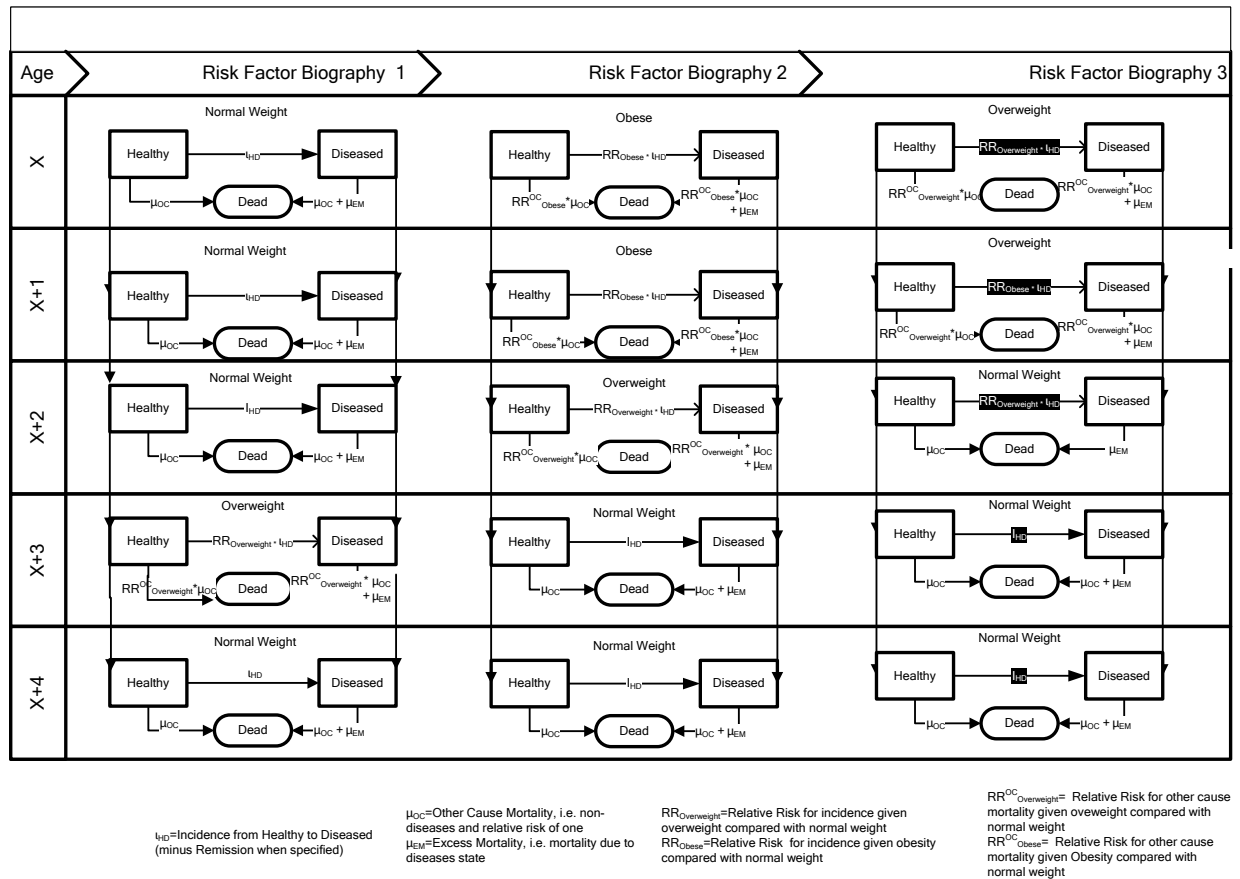 Age
Risk Factor Biography 1
Risk Factor Biography 2
Risk Factor Biography 3
X
Normal Weight
Healthy
ιHD
Diseased
μOC
Dead
μOC + μEM
Obese
Healthy
RRObese * ιHD
Diseased
RROCObese*μOC
Dead
RROCObese*μOC
+ μEM
Overweight
Healthy
RROverweight * ιHD
Diseased
RROCOverweight*μOC
Dead
RROCOverweight*μOC
+ μEM
X+1
Normal Weight
Healthy
ιHD
Diseased
μOC
Dead
μOC + μEM
Obese
Healthy
RRObese * ιHD
Diseased
RROCObese*μOC
Dead
RROCObese*μOC
+ μEM
Overweight
Healthy
RRObese * ιHD
Diseased
RROCOverweight*μOC
Dead
RROCOverweight*μOC
+ μEM
X+2
Normal Weight
Healthy
IHD
Diseased
μOC
Dead
μOC + μEM
Overweight
Healthy
RROverweight * ιHD
Diseased
RROCOverweight*μOC
Dead
RROCOverweight * μOC
+ μEM
Normal Weight
Healthy
RROverweight * ιHD
Diseased
μOC
Dead
μEM
X+3
Overweight
Healthy
RROverweight * ιHD
Diseased
RROCOverweight*μOC
Dead
RROCOverweight * μOC
+ μEM
Normal Weight
Healthy
IHD
Diseased
μOC
Dead
μOC + μEM
Normal Weight
Healthy
IHD
Diseased
μOC
Dead
μOC + μEM
X+4
Normal Weight
Healthy
ιHD
Diseased
μOC
Dead
μOC + μEM
Normal Weight
Healthy
IHD
Diseased
μOC
Dead
μOC + μEM
Normal Weight
Healthy
IHD
Diseased
μOC
Dead
μOC + μEM
ιHD=Incidence from Healthy to Diseased
(minus Remission when specified)
μOC=Other Cause Mortality, i.e. non-
diseases and relative risk of one
μEM=Excess Mortality, i.e. mortality due to
diseases state
RROverweight=Relative Risk for incidence given
overweight compared with normal weight
RRObese=Relative Risk for incidence given obesity
compared with normal weight
RROCOverweight= Relative Risk for other cause
mortality given oveweight compared with
normal weight
RROCObese= Relative Risk for other cause
mortality given Obesity compared with
normal weight